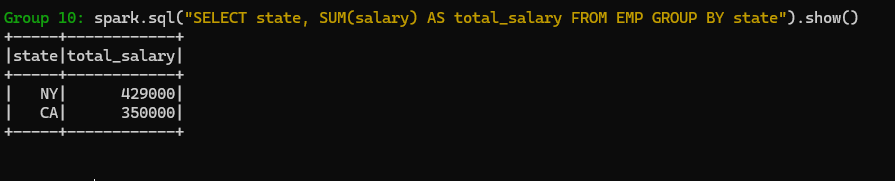 Group 10: spark.sql("SELECT state, SUM(salary) AS total_salary FROM EMP GROUP BY state").show()
+-----+------------+
|state|total_salary|
+-----+------------+
|   NY|      429000|
|   CA|      350000|
+-----+------------+